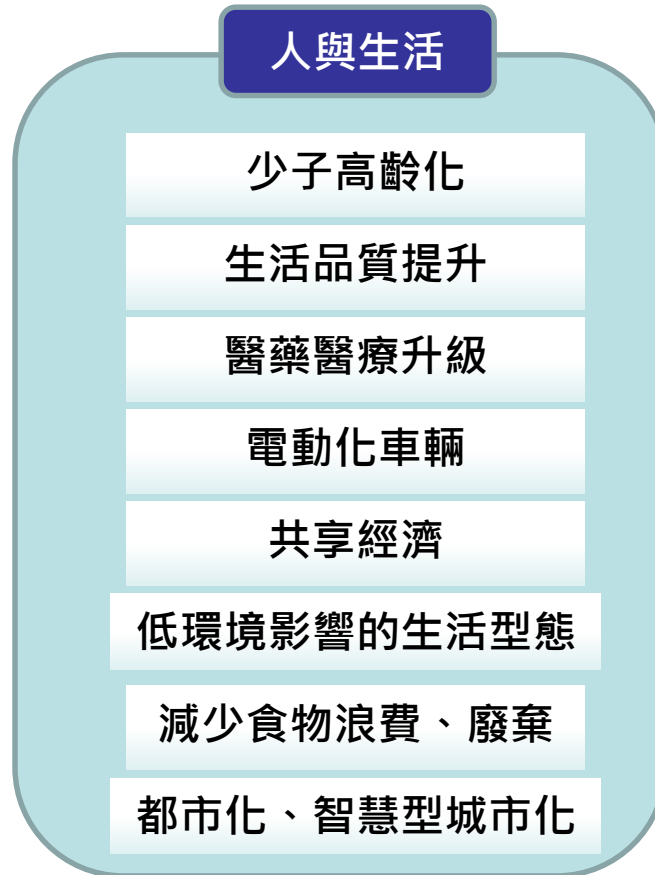 人與生活
少子高齡化
生活品質提升
醫藥醫療升級
電動化車輛
共享經濟
低環境影響的生活型態
減少食物浪費、廢棄
都市化、智慧型城市化